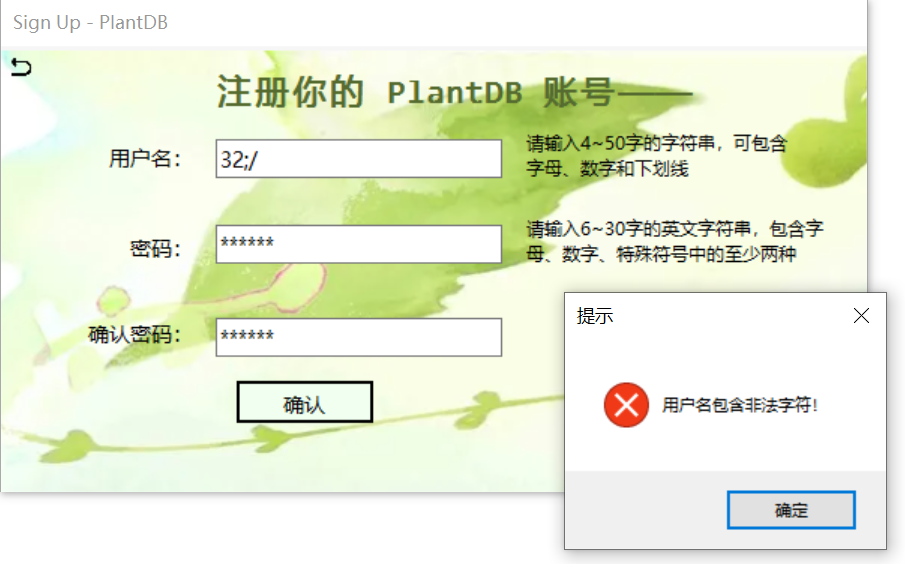 Sign Up - PlantDB
注册你的 PlantDB 账号——
用户名：
32;/
请输入4~50字的字符串，可包含
字母、数字和下划线
密码：
******
请输入6~30字的英文字符串，包含字
母、数字、特殊符号中的至少两种
确认密码：
******
确认
提示
用户名包含非法字符！
确定